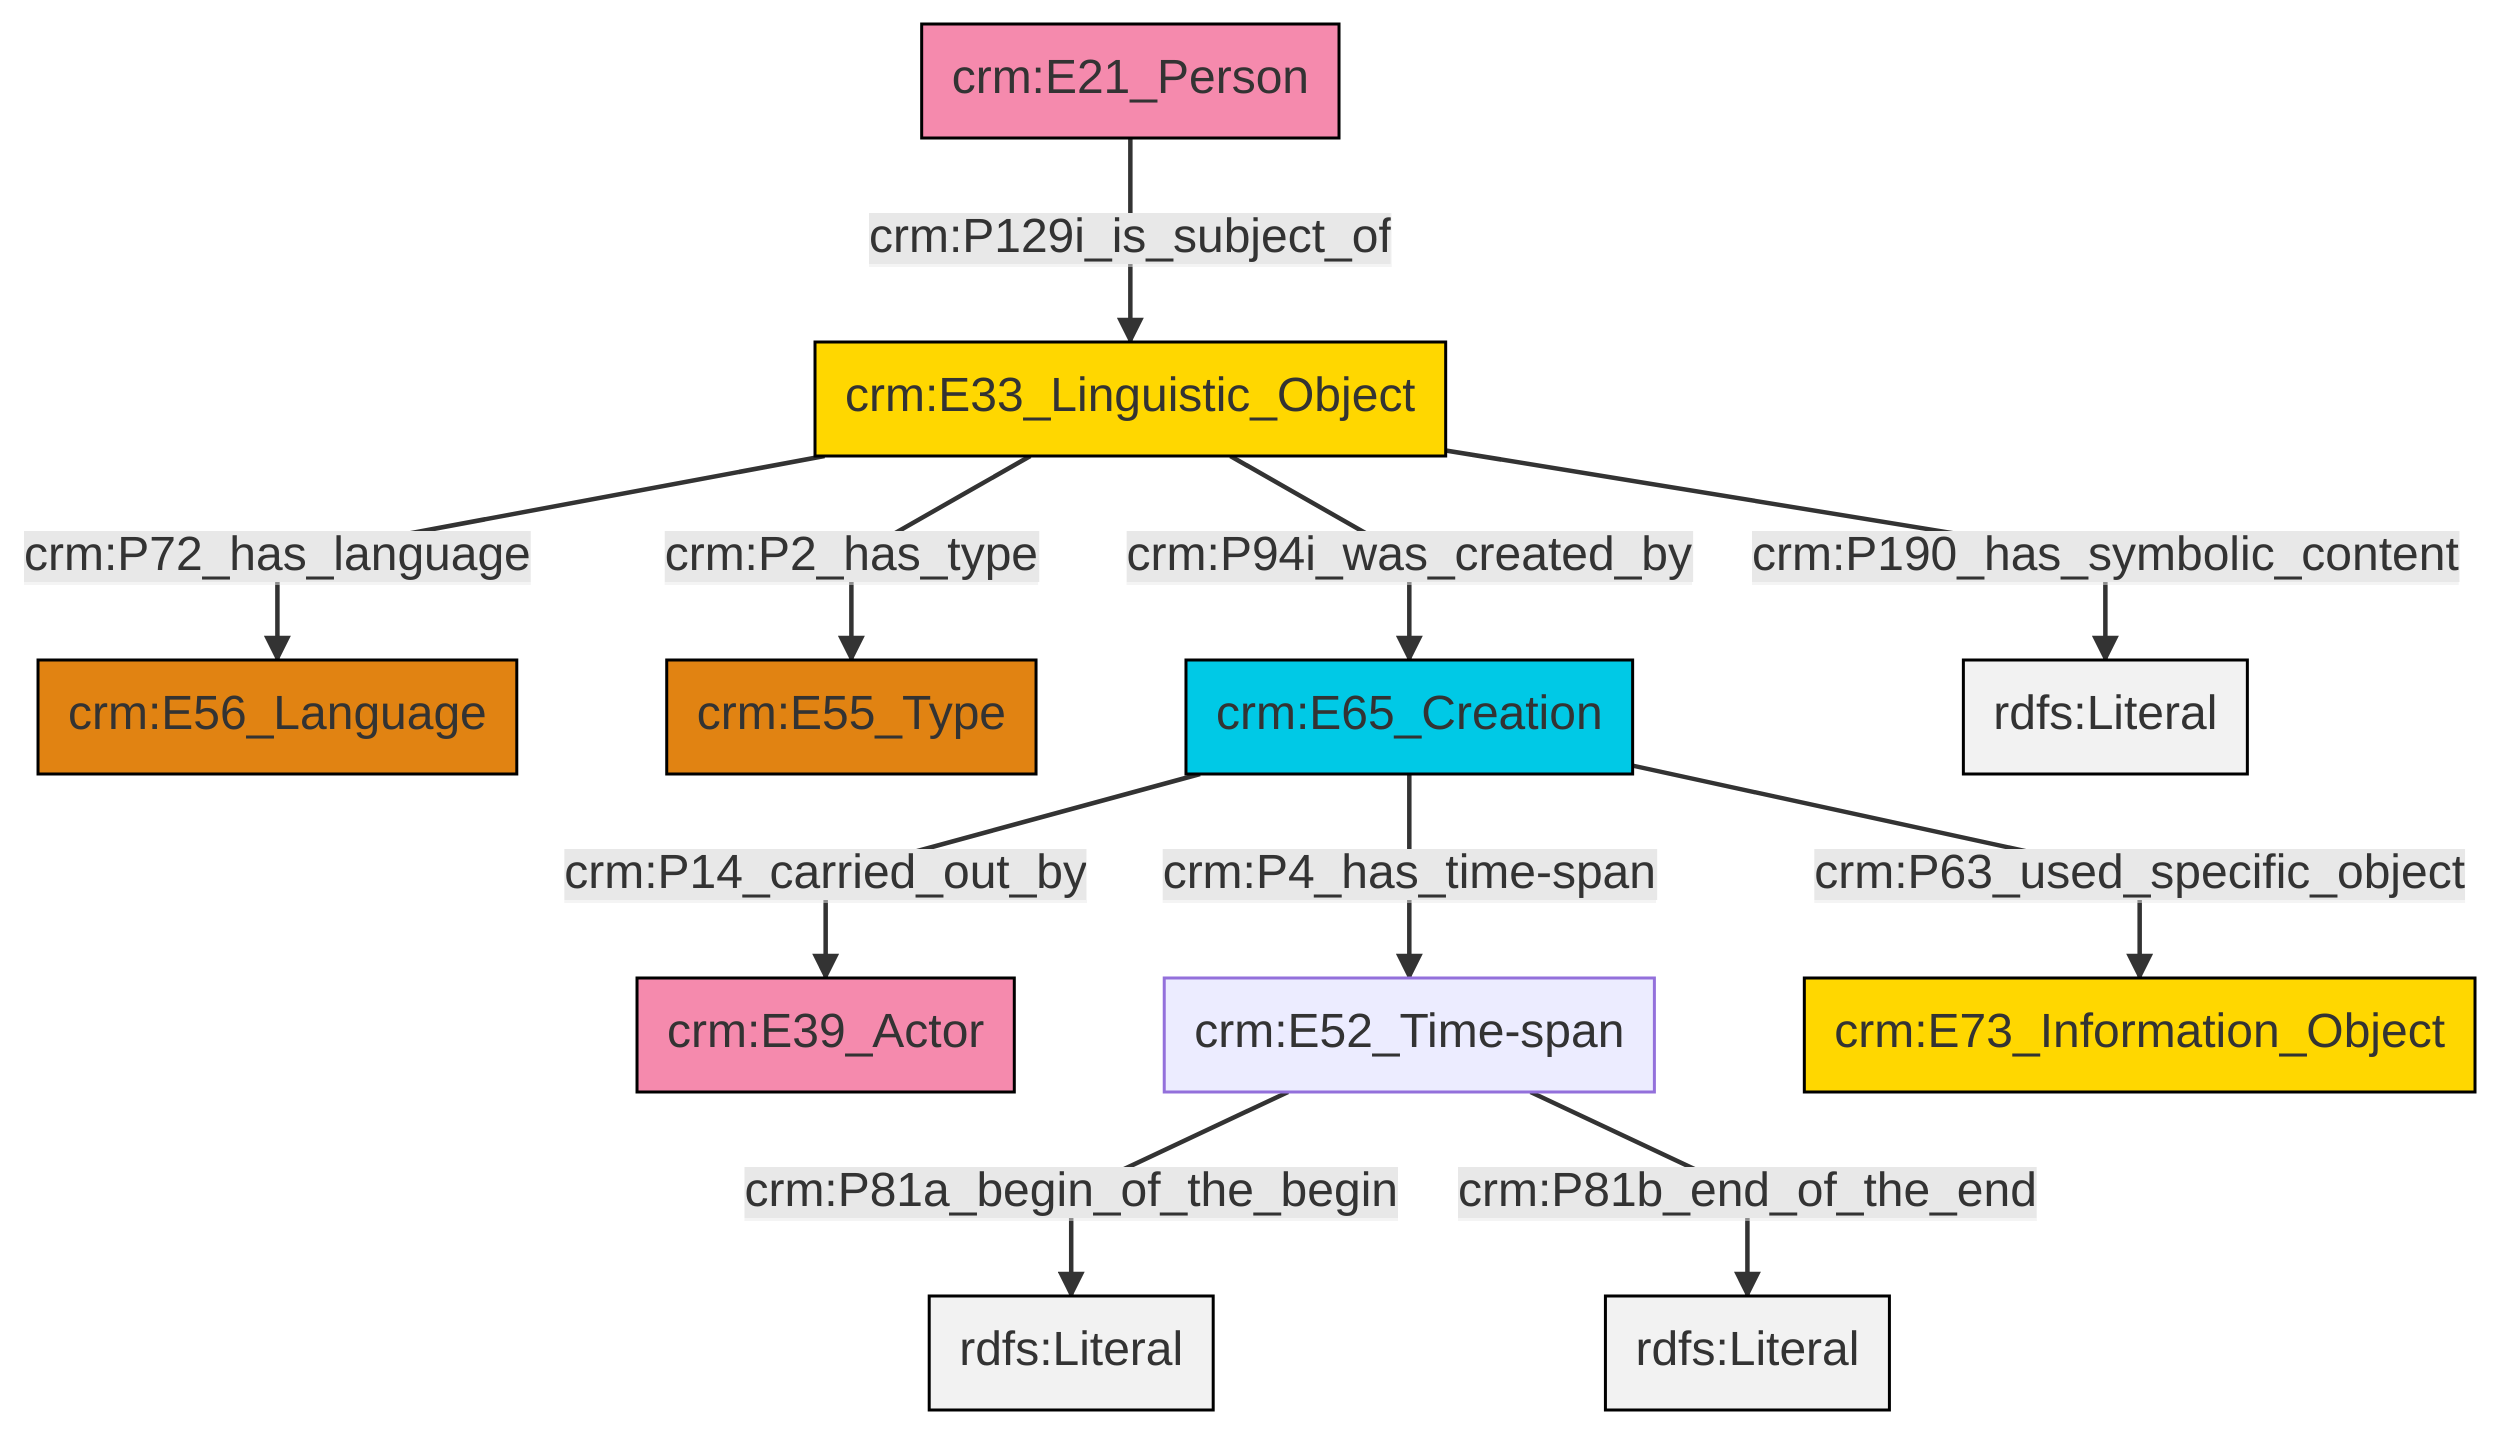 crm:E21_Person
crm:P129i_is_subject_of
crm:E33_Linguistic_Object
crm:P72_has_language
crm:P2_has_type
crm:P94i_was_created_by
crm:P190_has_symbolic_content
crm:E56_Language
crm:E55_Type
crm:E65_Creation
rdfs:Literal
crm:P14_carried_out_by
crm:P4_has_time-span
crm:P63_used_specific_object
crm:E39_Actor
crm:E52_Time-span
crm:E73_Information_Object
crm:P81a_begin_of_the_begin
crm:P81b_end_of_the_end
rdfs:Literal
rdfs:Literal